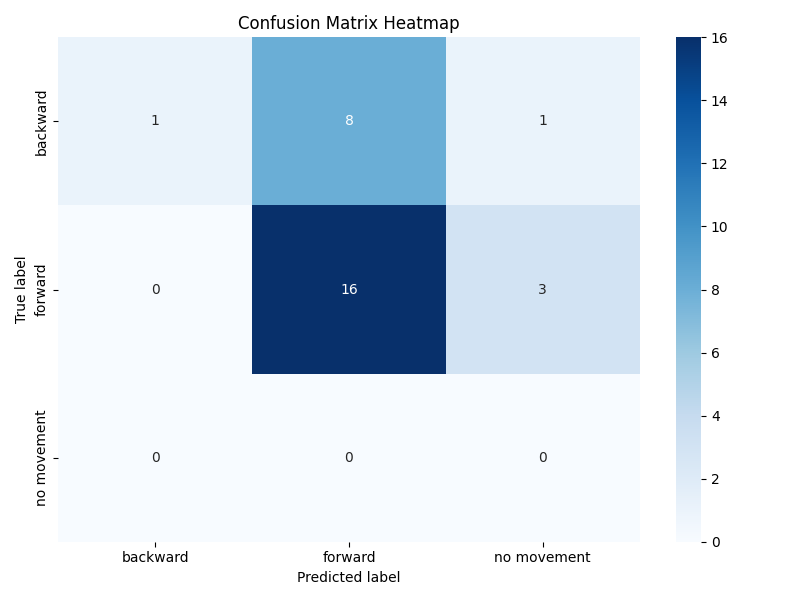 Confusion Matrix Heatmap
True label
backward
1 8 1
forward
0 16 3
no movement
0 0 0
backward forward no movement
Predicted label
16
14
12
10
8
6
4
2
0